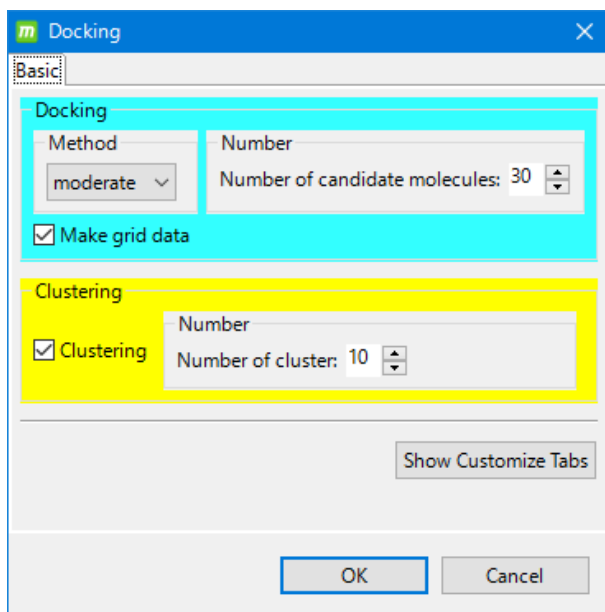 m Docking
Basic
Docking
Method
moderate
Number
Number of candidate molecules: 30
Make grid data
Clustering
Clustering
Number
Number of cluster: 10
Show Customize Tabs
OK Cancel